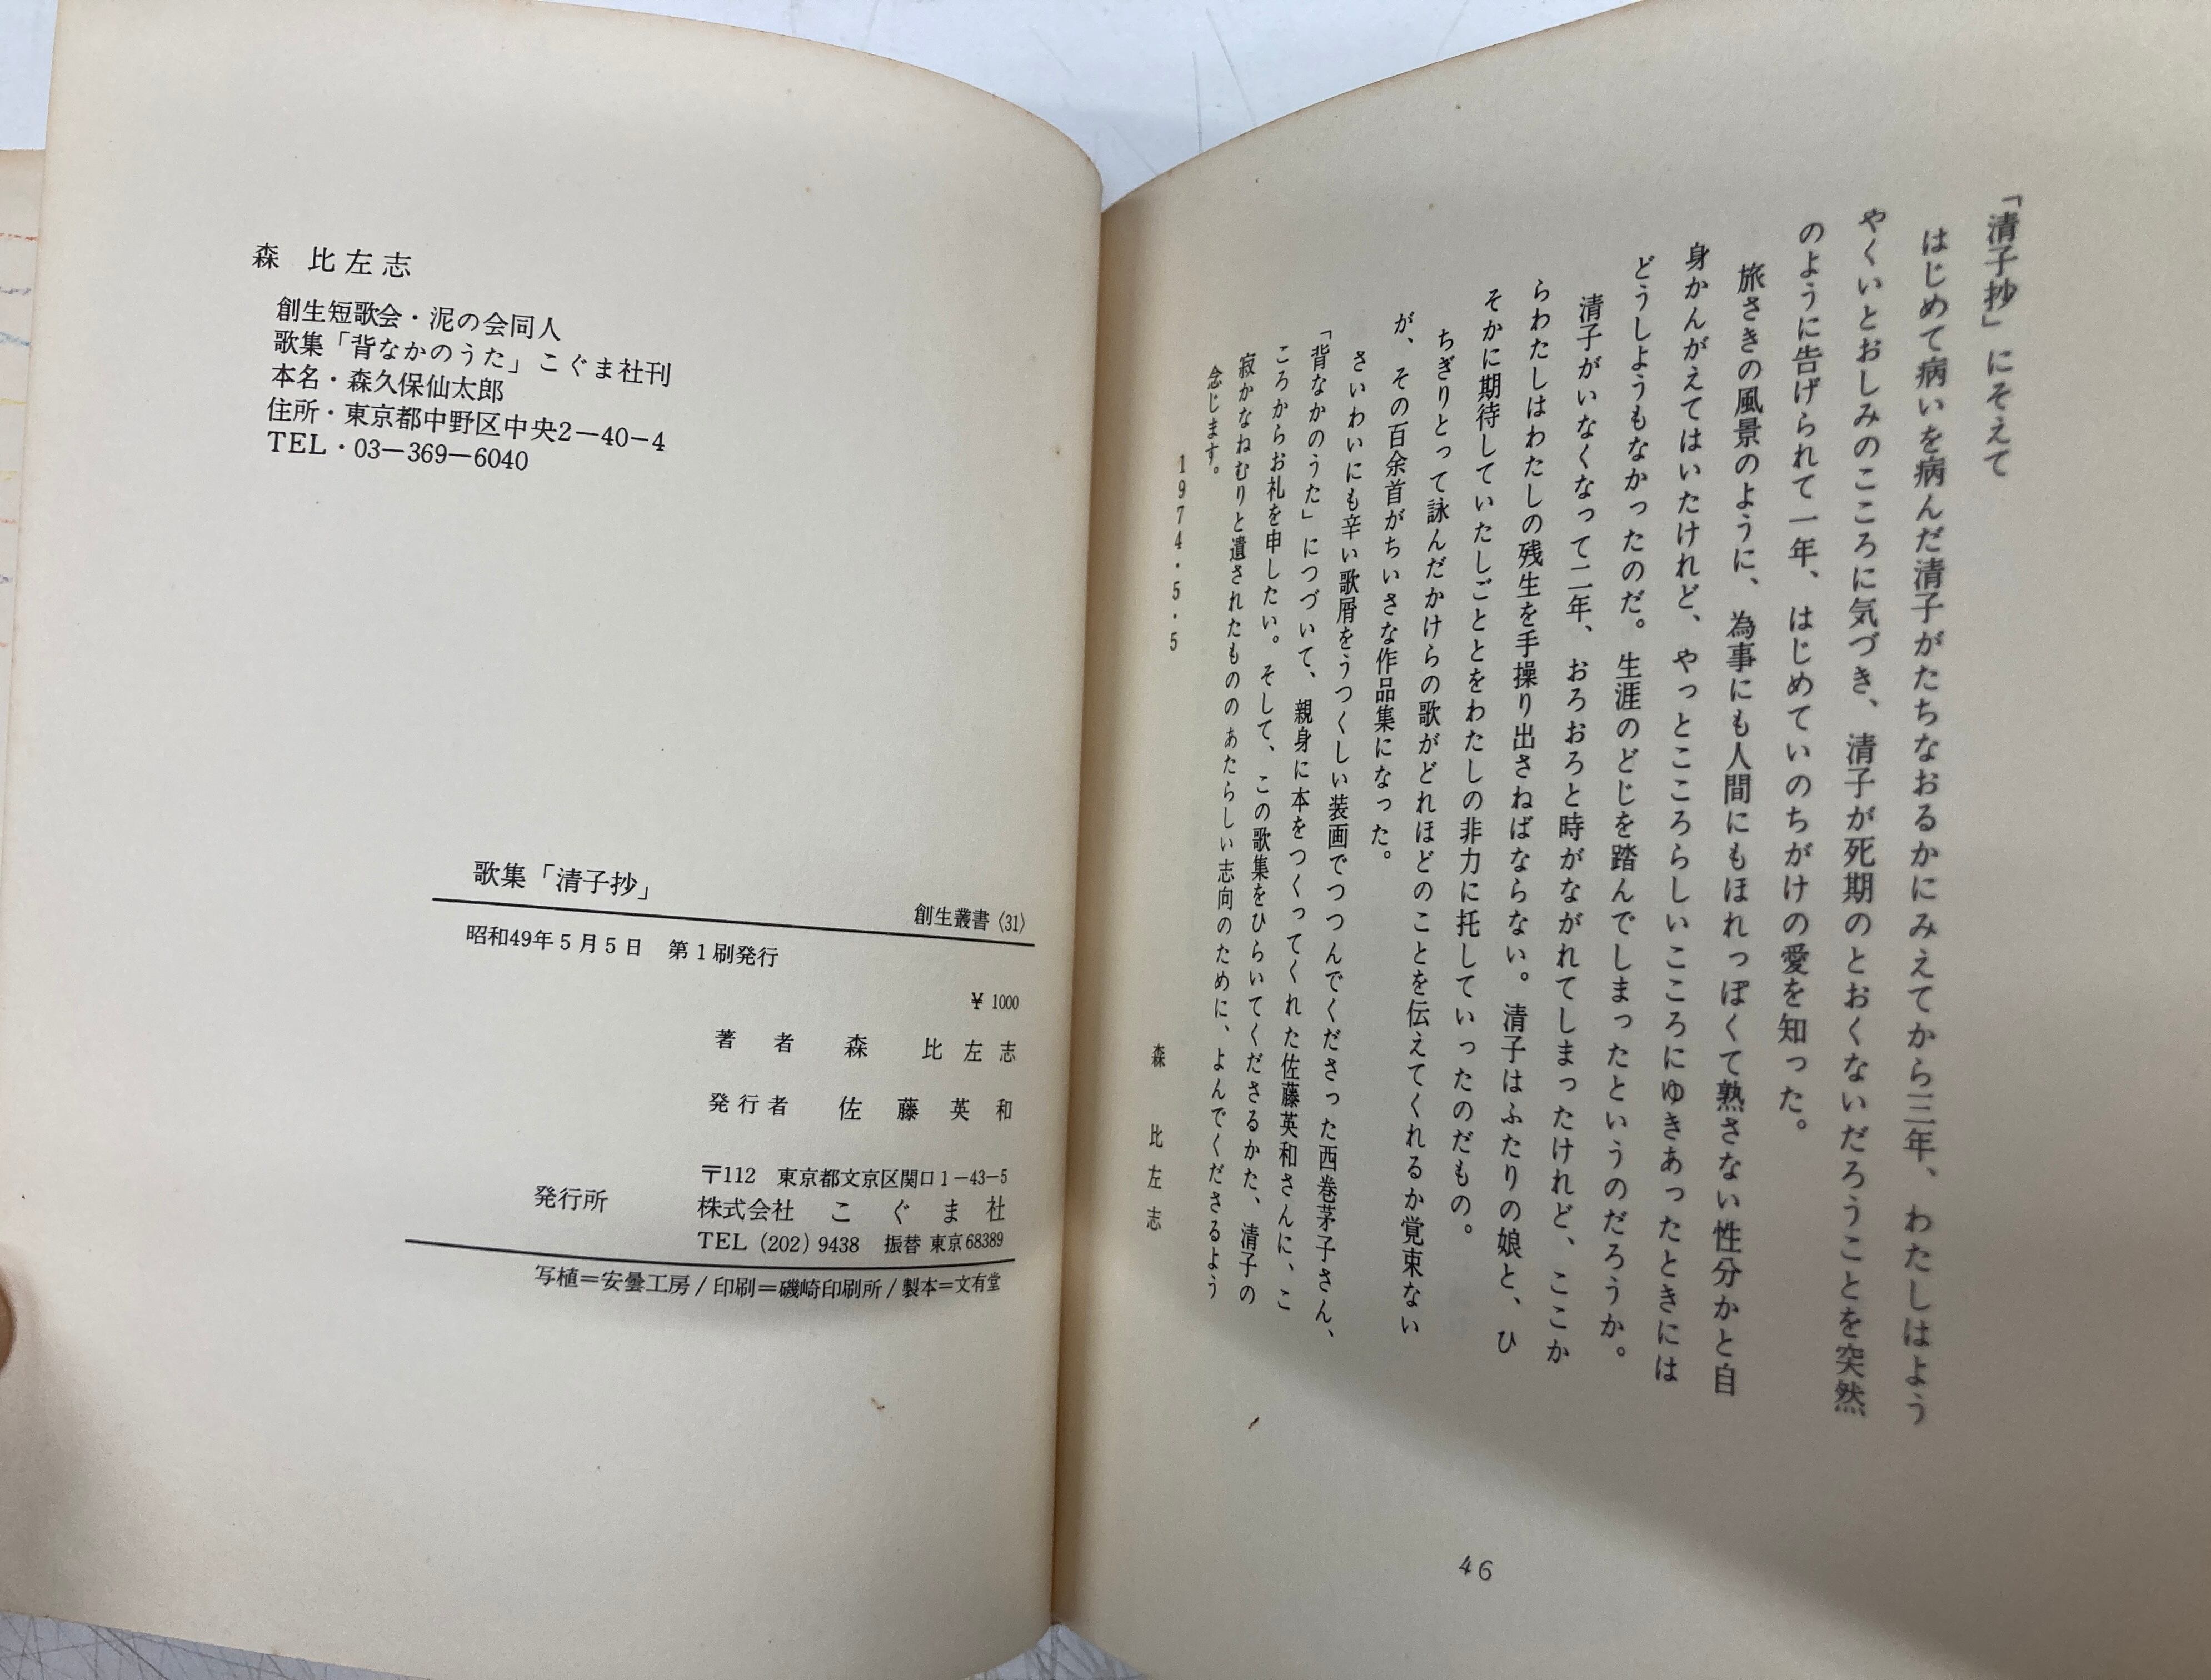 「清子抄」にそえて
はじめて病いを病んだ清子がたちなおるかにみえてから三年、わたしはよう
やくいとおしみのこころに気づき、清子が死期のとおくないだろうことを突然
のように告げられて一年、はじめていのちがけの愛を知った。
旅さきの風景のように、為事にも人間にもほれっぽくて熟さない性分かと自
身かんがえてはいたけれど、やっとこころらしいこころにゆきあったときには
どうしようもなかったのだ。生涯のどじを踏んでしまったというのだろうか。
清子がいなくなって二年、おろおろと時がながれてしまったけれど、ここか
らわたしはわたしの残生を手操り出さねばならない。清子はふたりの娘と、ひ
そかに期待していたしごととをわたしの非力に托していったのだもの。
ちぎりとって詠んだかけらの歌がどれほどのことを伝えてくれるか覚束ない
が、その百余首がちいさな作品集になった。
さいわいにも辛い歌屑をうつくしい装画でつつんでくださった西巻茅子さん、
「背なかのうた」につづいて、親身に本をつくってくれた佐藤英和さんに、こ
ころからお礼を申したい。そして、この歌集をひらいてくださるかた、清子の
寂かなねむりと遺されたもののあたらしい志向のために、よんでくださるよう
念じます。
1974.5.5
森 比左志
46
森 比左志
創生短歌会・泥の会同人
歌集「背なかのうた」こぐま社刊
本名・森久保仙太郎
住所・東京都中野区中央2－40－4
TEL・03－369－6040
歌集「清子抄」
創生叢書〈31〉
昭和49年5月5日 第1刷発行
¥1000
著者 森 比左志
発行者 佐藤英和
〒112 東京都文京区関口1－43－5
発行所 株式会社 こぐま社
TEL (202) 9438 振替 東京68389
写植＝安曇工房/印刷＝磯崎印刷所/製本＝文有堂